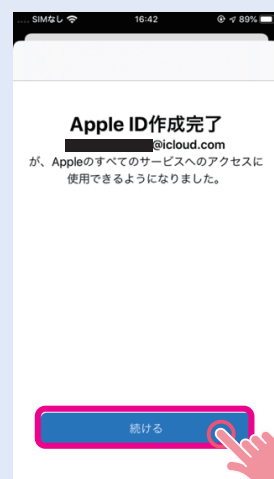 .... SIMなし 16:42 89%
Apple ID作成完了
@icloud.com
が、Appleのすべてのサービスへのアクセスに
使用できるようになりました。
続ける